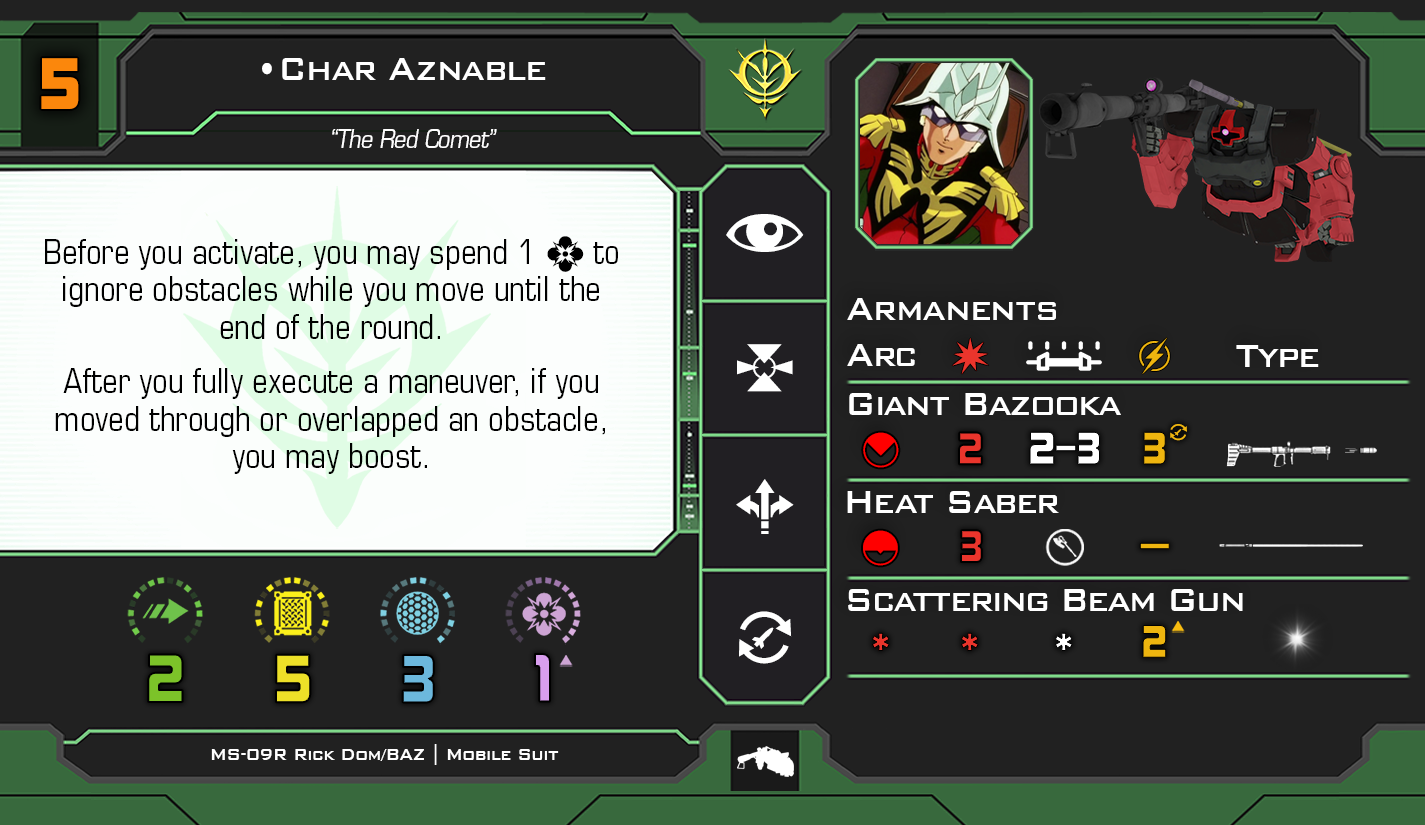 5
• Char Aznable
"The Red Comet"
Before you activate, you may spend 1 to
ignore obstacles while you move until the
end of the round.
After you fully execute a maneuver, if you
moved through or overlapped an obstacle,
you may boost.
2 5 3 1
MS-09R Rick Dom/BAZ | Mobile Suit
Armanents
Arc Type
Giant Bazooka
2 2-3 3
Heat Saber
3 —
Scattering Beam Gun
* * * 2